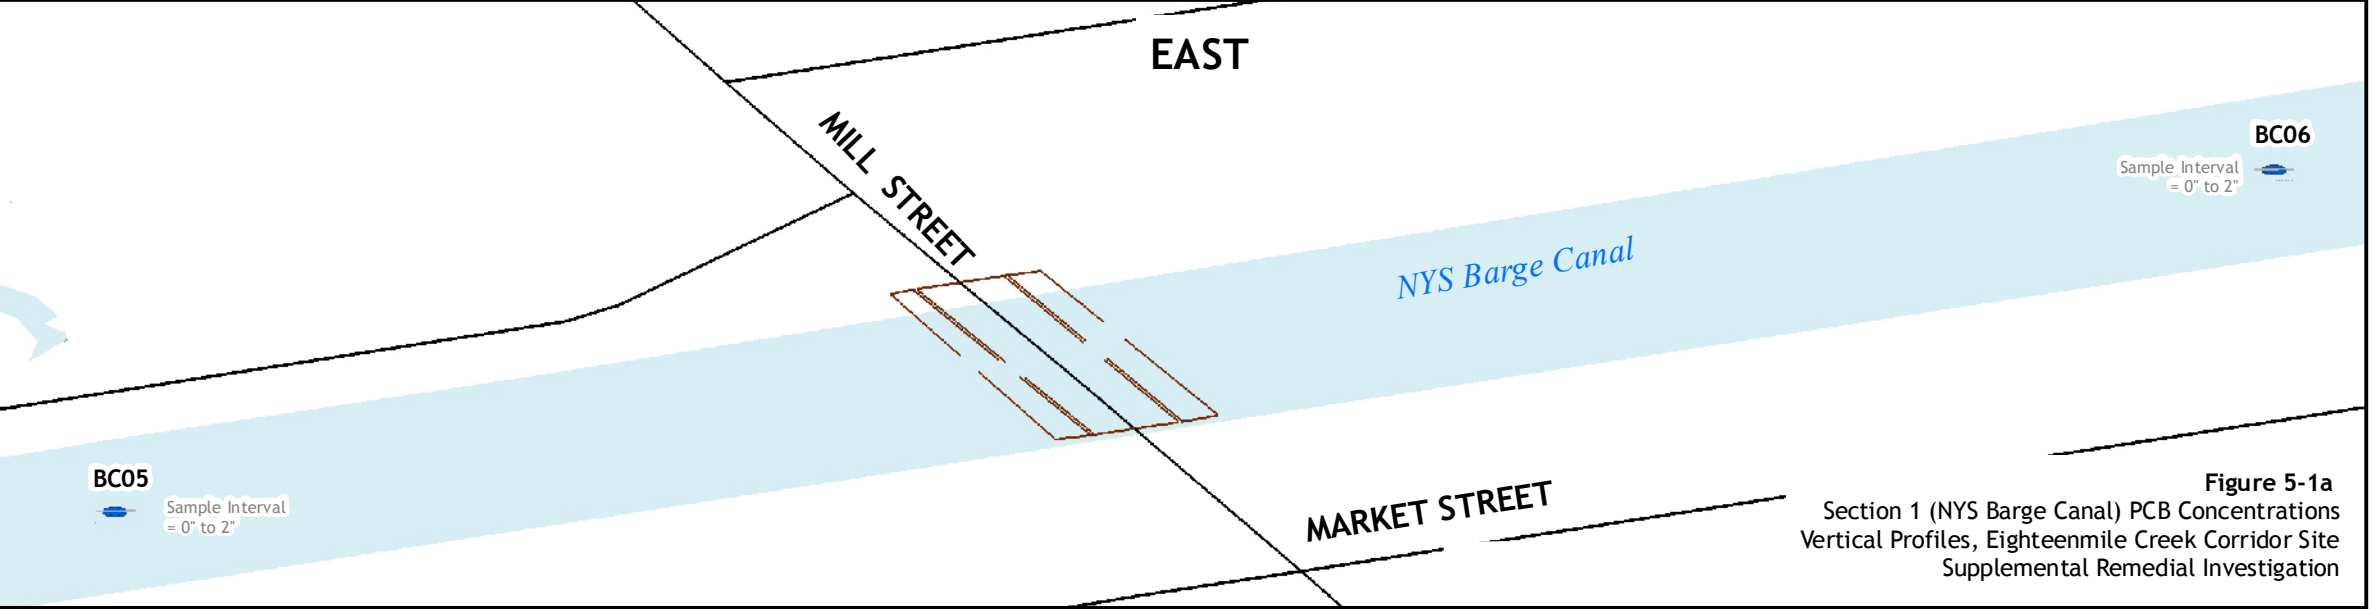 EAST
MILL STREET
BC06
Sample Interval
= 0" to 2"
NYS Barge Canal
BC05
Sample Interval
= 0" to 2"
MARKET STREET
Figure 5-1a
Section 1 (NYS Barge Canal) PCB Concentrations
Vertical Profiles, Eighteenmile Creek Corridor Site
Supplemental Remedial Investigation